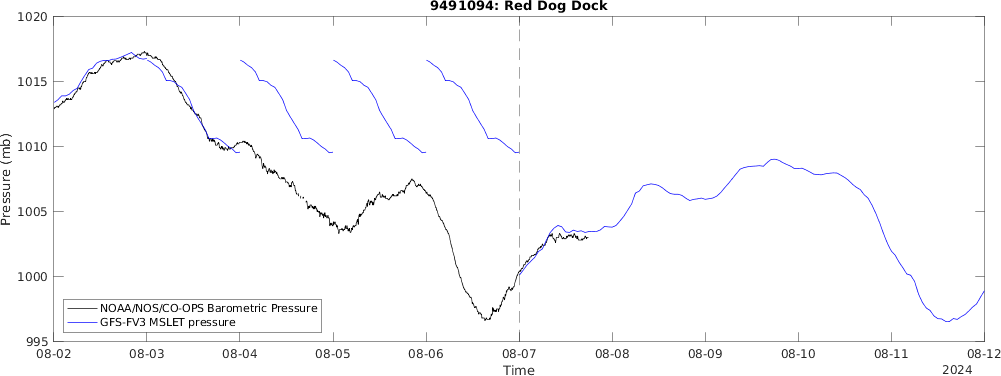 9491094: Red Dog Dock
Pressure (mb)
1020
1015
1010
1005
1000
995
NOAA/NOS/CO-OPS Barometric Pressure
GFS-FV3 MSLET pressure
08-02 08-03 08-04 08-05 08-06 08-07 08-08 08-09 08-10 08-11 08-12
Time
2024